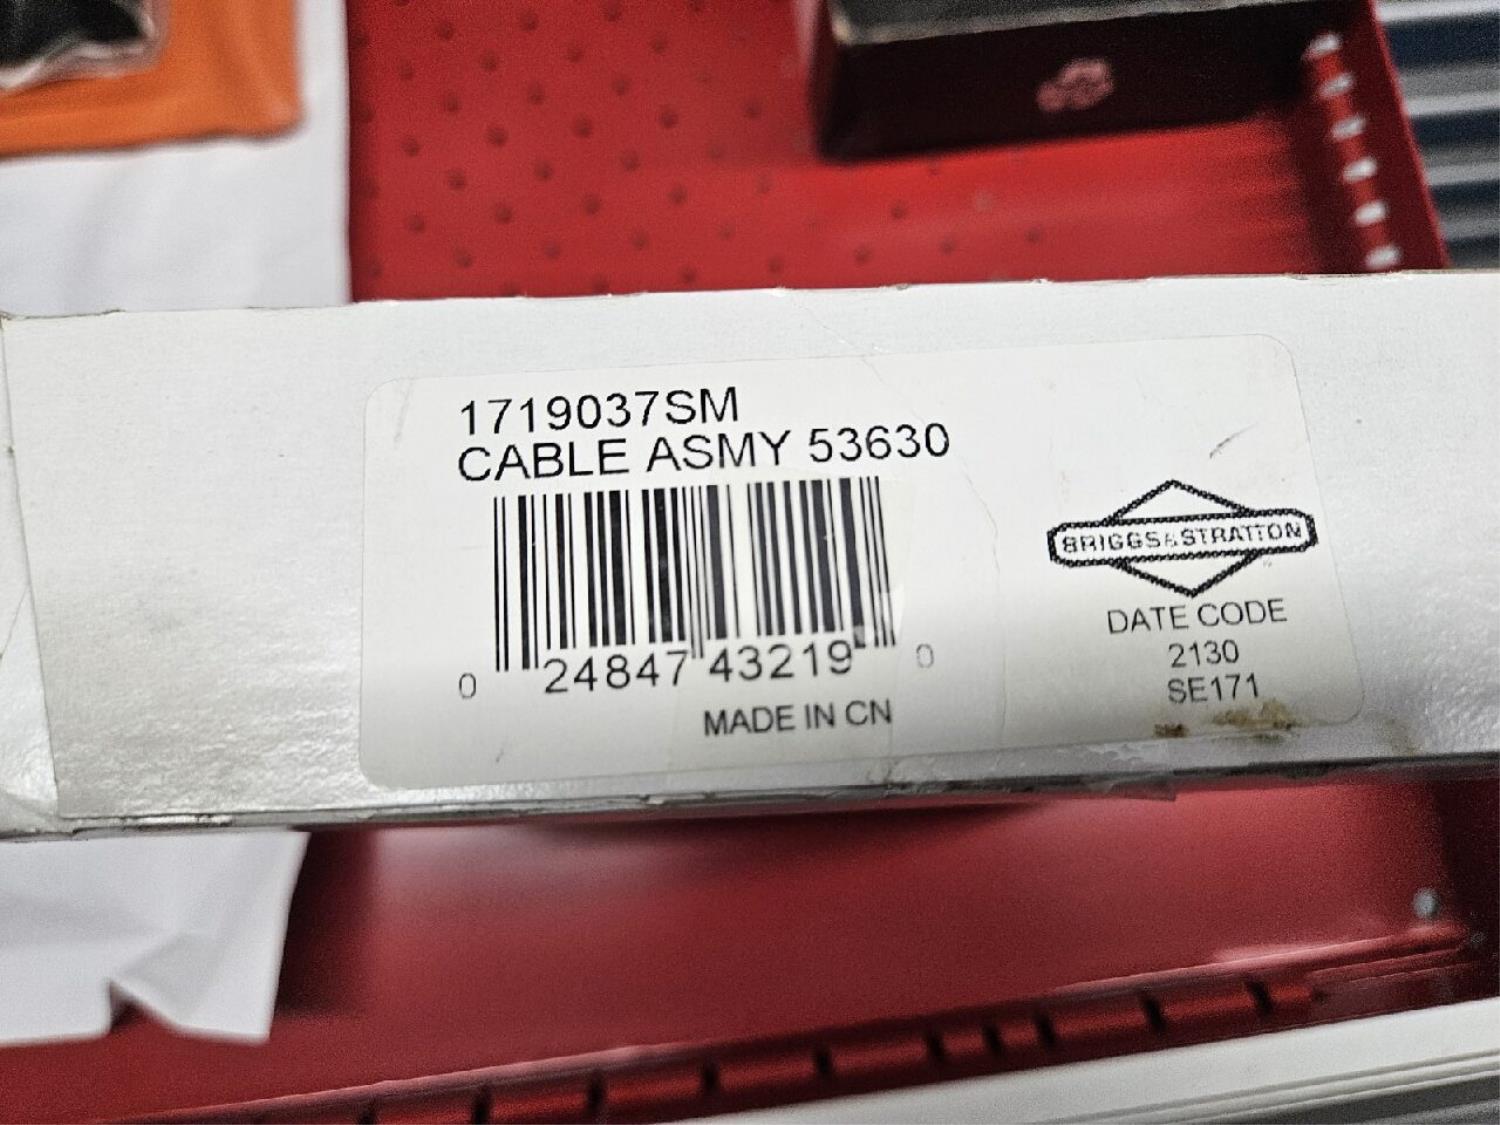 1719037SM
CABLE ASMY 53630
0 24847 43219 0
MADE IN CN
BRIGGS&STRATTON
DATE CODE
2130
SE171